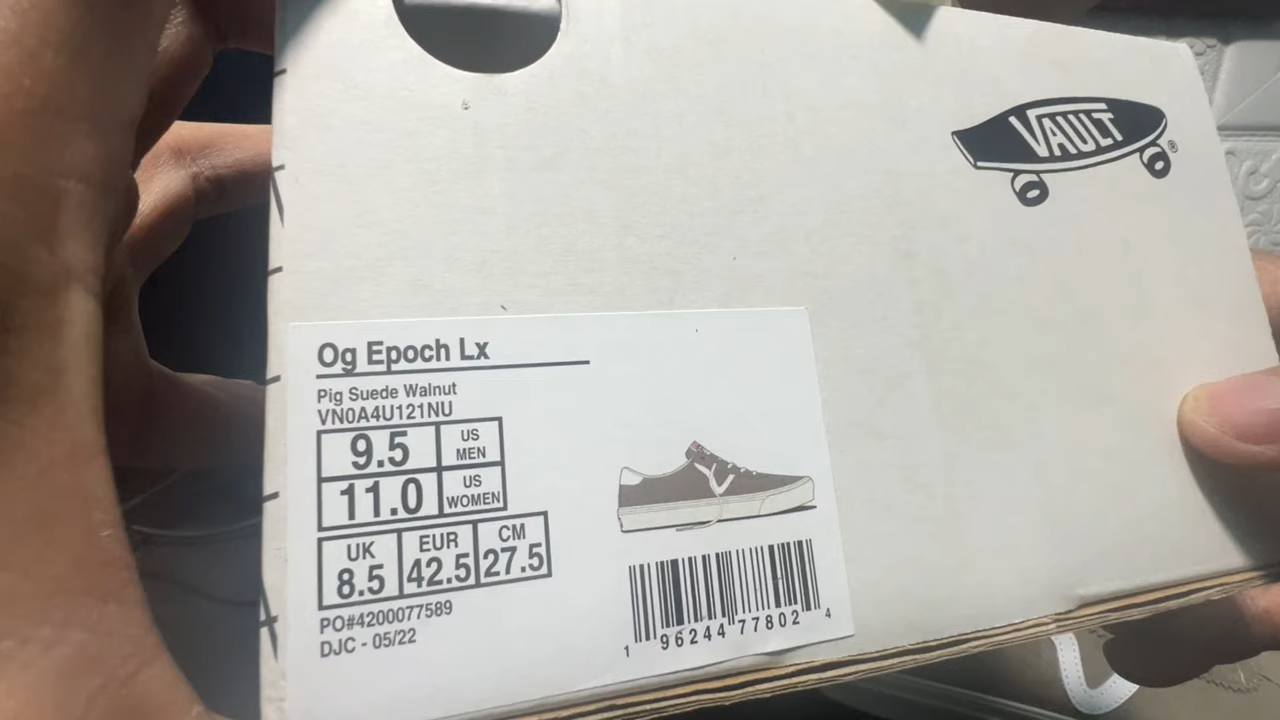 VAULT
®
Og Epoch Lx
Pig Suede Walnut
VN0A4U121NU
9.5 US MEN
11.0 US WOMEN
UK EUR CM
8.5 42.5 27.5
PO#4200077589
DJC - 05/22
1 96244 77802 4